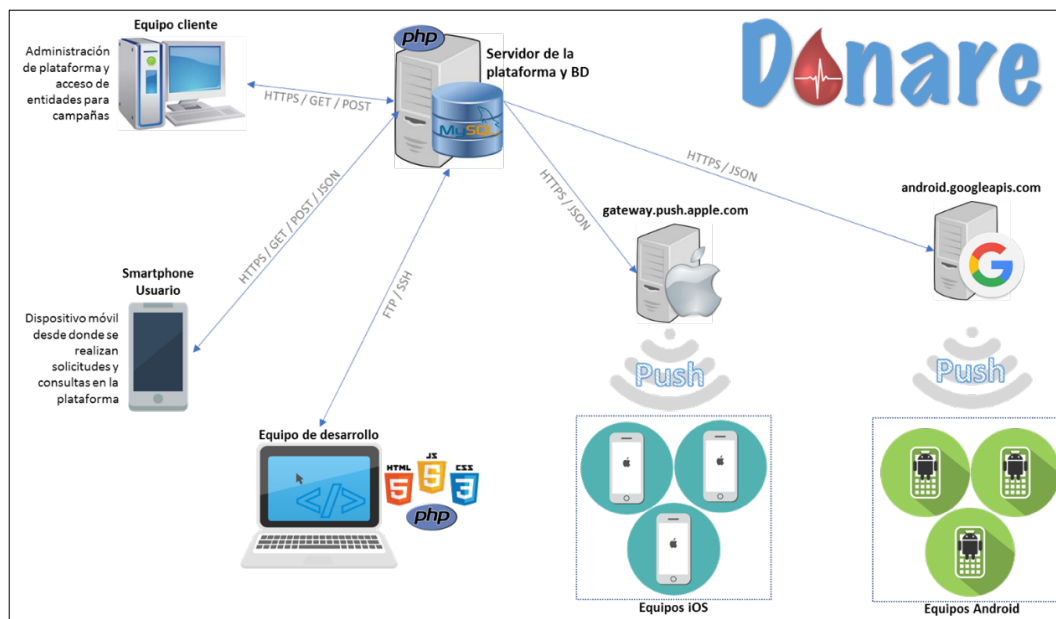 Equipo cliente
Administración
de plataforma y
acceso de
entidades para
campañas
HTTPS / GET / POST
php
Servidor de la
plataforma y BD
MySQL
Donare
HTTPS / JSON
android.googleapis.com
HTTPS/JSON
gateway.push.apple.com
HTTPS / GET / POST / JSON
FTP / SSH
Smartphone
Usuario
Dispositivo móvil
desde donde se
realizan
solicitudes y
consultas en la
plataforma
G
Push
Push
Equipo de desarrollo
HTML
5
JS
5
CSS
3
php
</>
Equipos iOS
Equipos Android